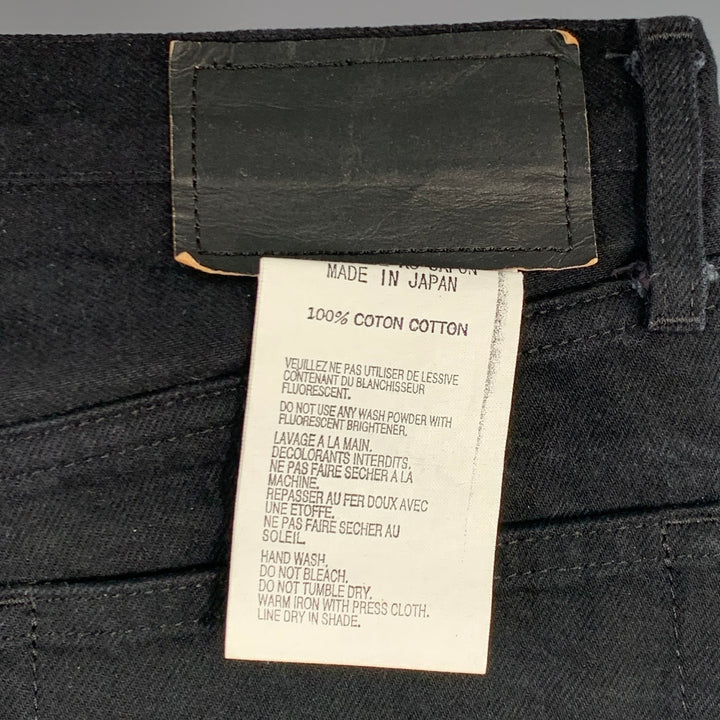 MADE IN JAPAN
100% COTON COTTON
VEUILLEZ NE PAS UTILISER DE LESSIVE
CONTENANT DU BLANCHISSEUR
FLUORESCENT.
DO NOT USE ANY WASH POWDER WITH
FLUORESCENT BRIGHTENER.
LAVAGE A LA MAIN.
DECOLORANTS INTERDITS.
NE PAS FAIRE SECHER A LA
MACHINE.
REPASSER AU FER DOUX AVEC
UNE ETOFFE.
NE PAS FAIRE SECHER AU
SOLEIL.
HAND WASH.
DO NOT BLEACH.
DO NOT TUMBLE DRY.
WARM IRON WITH PRESS CLOTH.
LINE DRY IN SHADE.